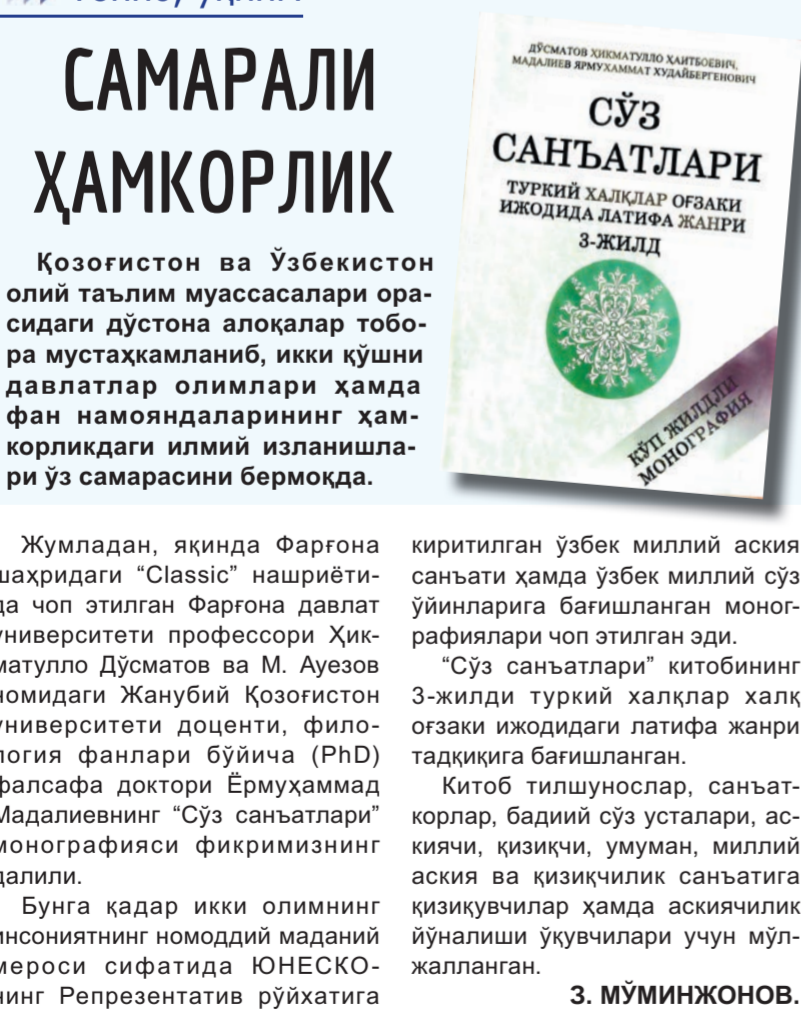 САМАРАЛИ
ҲАМКОРЛИК
Қозоғистон ва Ўзбекистон
олий таълим муассасалари ора-
сидаги дўстона алоқалар тобо-
ра мустаҳкамланиб, икки қўшни
давлатлар олимлари ҳамда
фан намояндаларининг ҳам-
корликдаги илмий изланишла-
ри ўз самарасини бермоқда.
ДЎСМАТОВ ҲИКМАТУЛЛО ҲАИТБОЕВИЧ,
МАДАЛИЕВ ЯРМУХАММАТ ХУДАЙБЕРГЕНОВИЧ
СЎЗ
САНЪАТЛАРИ
ТУРКИЙ ХАЛҚЛАР ОҒЗАКИ
ИЖОДИДА ЛАТИФА ЖАНРИ
3-ЖИЛД
КЎП ЖИЛДЛИ
МОНОГРАФИЯ
Жумладан, яқинда Фарғона
шаҳридаги “Classic” нашриёти-
да чоп этилган Фарғона давлат
университети профессори Ҳик-
матулло Дўсматов ва М. Ауезов
номидаги Жанубий Қозоғистон
университети доценти, фило-
логия фанлари бўйича (PhD)
фалсафа доктори Ёрмуҳаммад
Мадалиевнинг “Сўз санъатлари”
монографияси фикримизнинг
далили.
Бунга қадар икки олимнинг
инсониятнинг номоддий маданий
мероси сифатида ЮНЕСКО-
нинг Репрезентатив рўйхатига
киритилган ўзбек миллий аския
санъати ҳамда ўзбек миллий сўз
ўйинларига бағишланган моног-
рафиялари чоп этилган эди.
“Сўз санъатлари” китобининг
3-жилди туркий халқлар халқ
оғзаки ижодидаги латифа жанри
тадқиқига бағишланган.
Китоб тилшунослар, санъат-
корлар, бадиий сўз усталари, ас-
киячи, қизиқчи, умуман, миллий
аския ва қизиқчилик санъатига
қизиқувчилар ҳамда аскиячилик
йўналиши ўқувчилари учун мўл-
жалланган.
З. МЎМИНЖОНОВ.